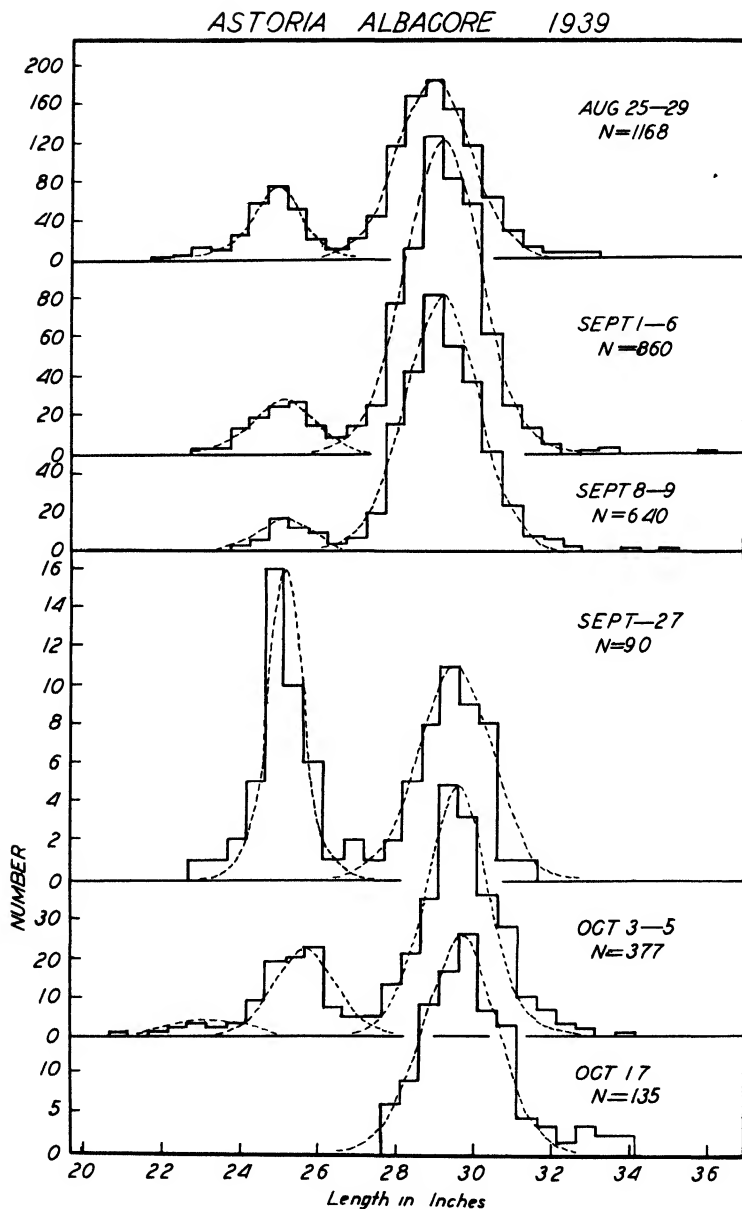 ASTORIA ALBACORE 1939
200
160
120
80
40
0
AUG 25—29
N=1168
80
60
40
20
0
SEPT 1—6
N=860
40
20
0
SEPT 8—9
N=640
16
14
12
10
8
6
4
2
0
SEPT—27
N=90
NUMBER
30
20
10
0
OCT 3—5
N=377
10
5
0
OCT 17
N=135
20 22 24 26 28 30 32 34 36
Length in Inches